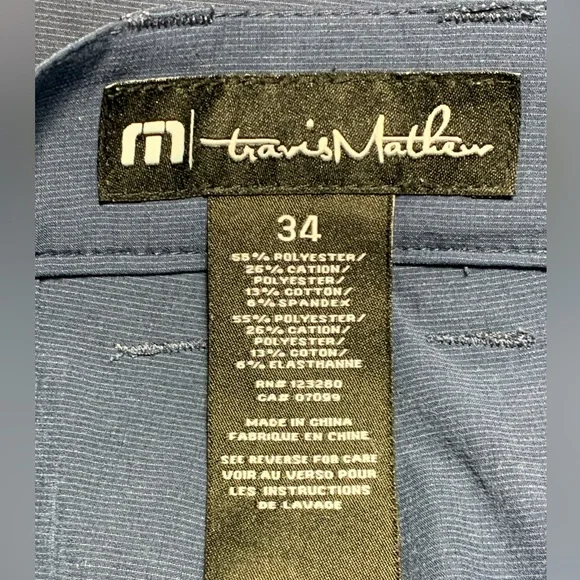 m | travisMathew
34
55% POLYESTER/
26% CATION/
POLYESTER/
13% COTTON/
6% SPANDEX
55% POLYESTER/
26% CATION/
POLYESTER/
13% COTON/
6% ELASTHANNE
RN# 123280
CA# 07099
MADE IN CHINA
FABRIQUE EN CHINE
SEE REVERSE FOR CARE
VOIR AU VERSO POUR
LES INSTRUCTIONS
DE LAVAGE